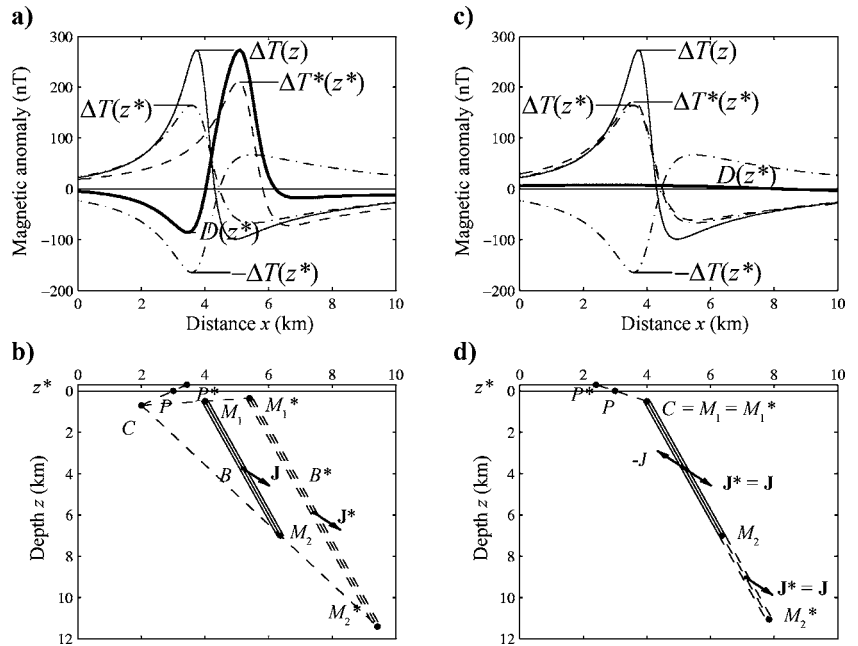 a)
Magnetic anomaly (nT)
300
200
100
0
−100
−200
ΔT(z)
ΔT*(z*)
ΔT(z*)
D(z*)
−ΔT(z*)
0 2 4 6 8 10
Distance x (km)
c)
Magnetic anomaly (nT)
300
200
100
0
−100
−200
ΔT(z)
ΔT(z*)
ΔT*(z*)
D(z*)
−ΔT(z*)
0 2 4 6 8 10
Distance x (km)
b)
0 2 4 6 8 10
z*
0
2
4
6
8
10
12
Depth z (km)
P P* M1 M1*
C
B B*
J
J*
M2
M2*
d)
0 2 4 6 8 10
z*
0
2
4
6
8
10
12
Depth z (km)
P*
P
C = M1 = M1*
-J
J* = J
M2
J* = J
M2*